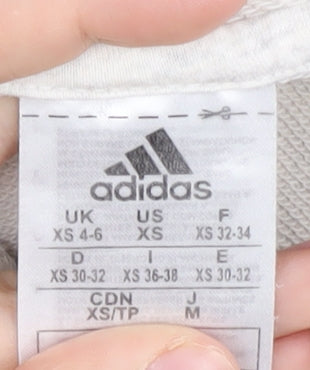 adidas
UK US F
XS 4-6 XS XS 32-34
D I E
XS 30-32 XS 36-38 XS 30-32
CDN J
XS/TP M